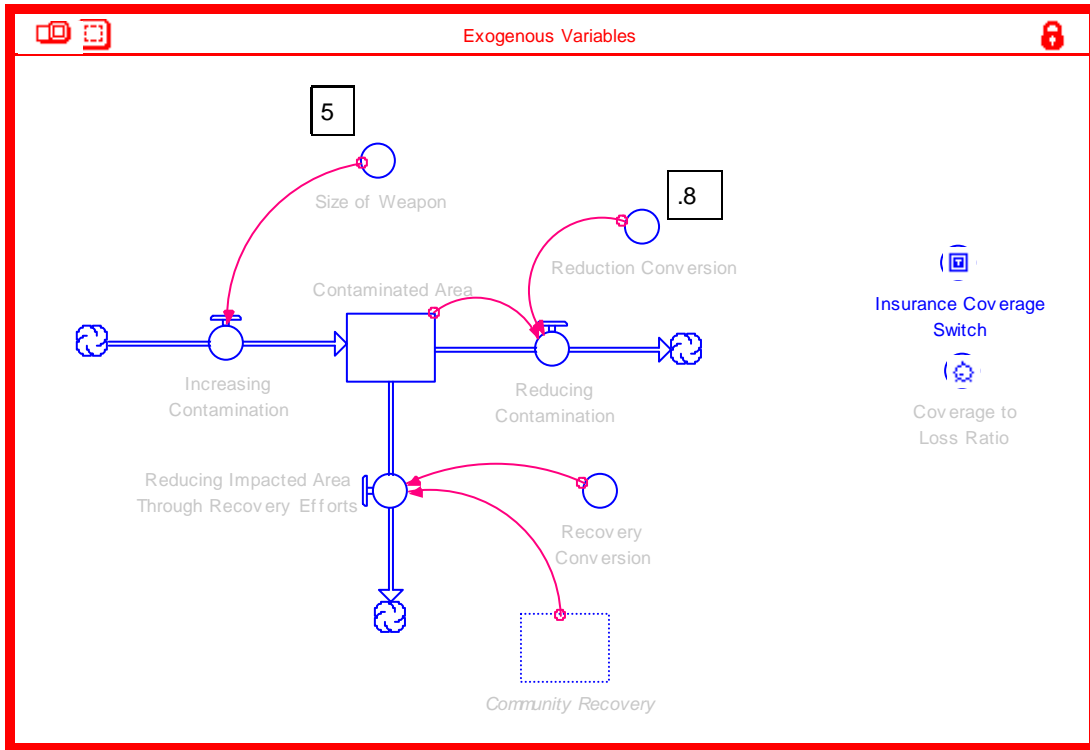 Exogenous Variables
5
Size of Weapon
.8
Reduction Conversion
Contaminated Area
Insurance Coverage
Switch
Increasing
Contamination
Reducing
Contamination
Coverage to
Loss Ratio
Reducing Impacted Area
Through Recovery Efforts
Recovery
Conversion
Community Recovery